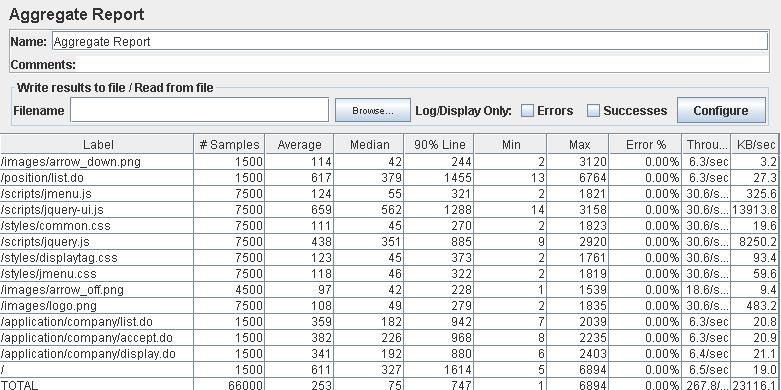 Aggregate Report
Name: Aggregate Report
Comments:
Write results to file / Read from file
Filename Browse... Log/Display Only: Errors Successes Configure
Label # Samples Average Median 90% Line Min Max Error % Throu... KB/sec
/images/arrow_down.png 1500 114 42 244 2 3120 0.00% 6.3/sec 3.2
/position/list.do 1500 617 379 1455 13 6764 0.00% 6.3/sec 27.3
/scripts/jmenu.js 7500 124 55 321 2 1821 0.00% 30.6/s... 325.6
/scripts/jquery-ui.js 7500 659 562 1288 14 3158 0.00% 30.6/s... 13913.8
/styles/common.css 7500 111 45 270 2 1823 0.00% 30.6/s... 19.6
/scripts/jquery.js 7500 438 351 885 9 2920 0.00% 30.6/s... 8250.2
/styles/displaytag.css 7500 123 45 373 2 1761 0.00% 30.6/s... 93.4
/styles/jmenu.css 7500 118 46 322 2 1819 0.00% 30.6/s... 59.6
/images/arrow_off.png 4500 97 42 228 1 1539 0.00% 18.6/s... 9.4
/images/logo.png 7500 108 49 279 2 1835 0.00% 30.6/s... 483.2
/application/company/list.do 1500 359 182 942 7 2039 0.00% 6.3/sec 20.8
/application/company/accept.do 1500 382 226 968 8 2235 0.00% 6.3/sec 20.9
/application/company/display.do 1500 341 192 880 6 2403 0.00% 6.4/sec 21.1
/ 1500 611 327 1614 5 6894 0.00% 6.5/sec 19.0
TOTAL 66000 253 75 747 1 6894 0.00% 267.8/... 23116.1